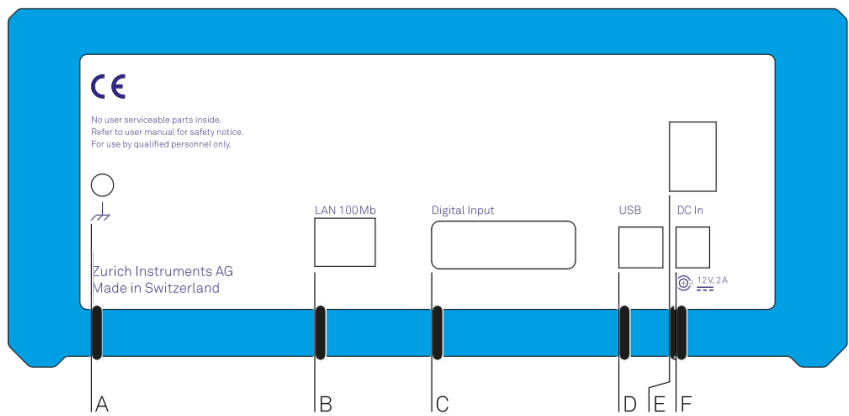 CE
No user serviceable parts inside.
Refer to user manual for safety notice.
For use by qualified personnel only.
LAN 100Mb
Digital Input
USB
DC In
Zurich Instruments AG
Made in Switzerland
12V, 2A
A
B
C
D
E
F